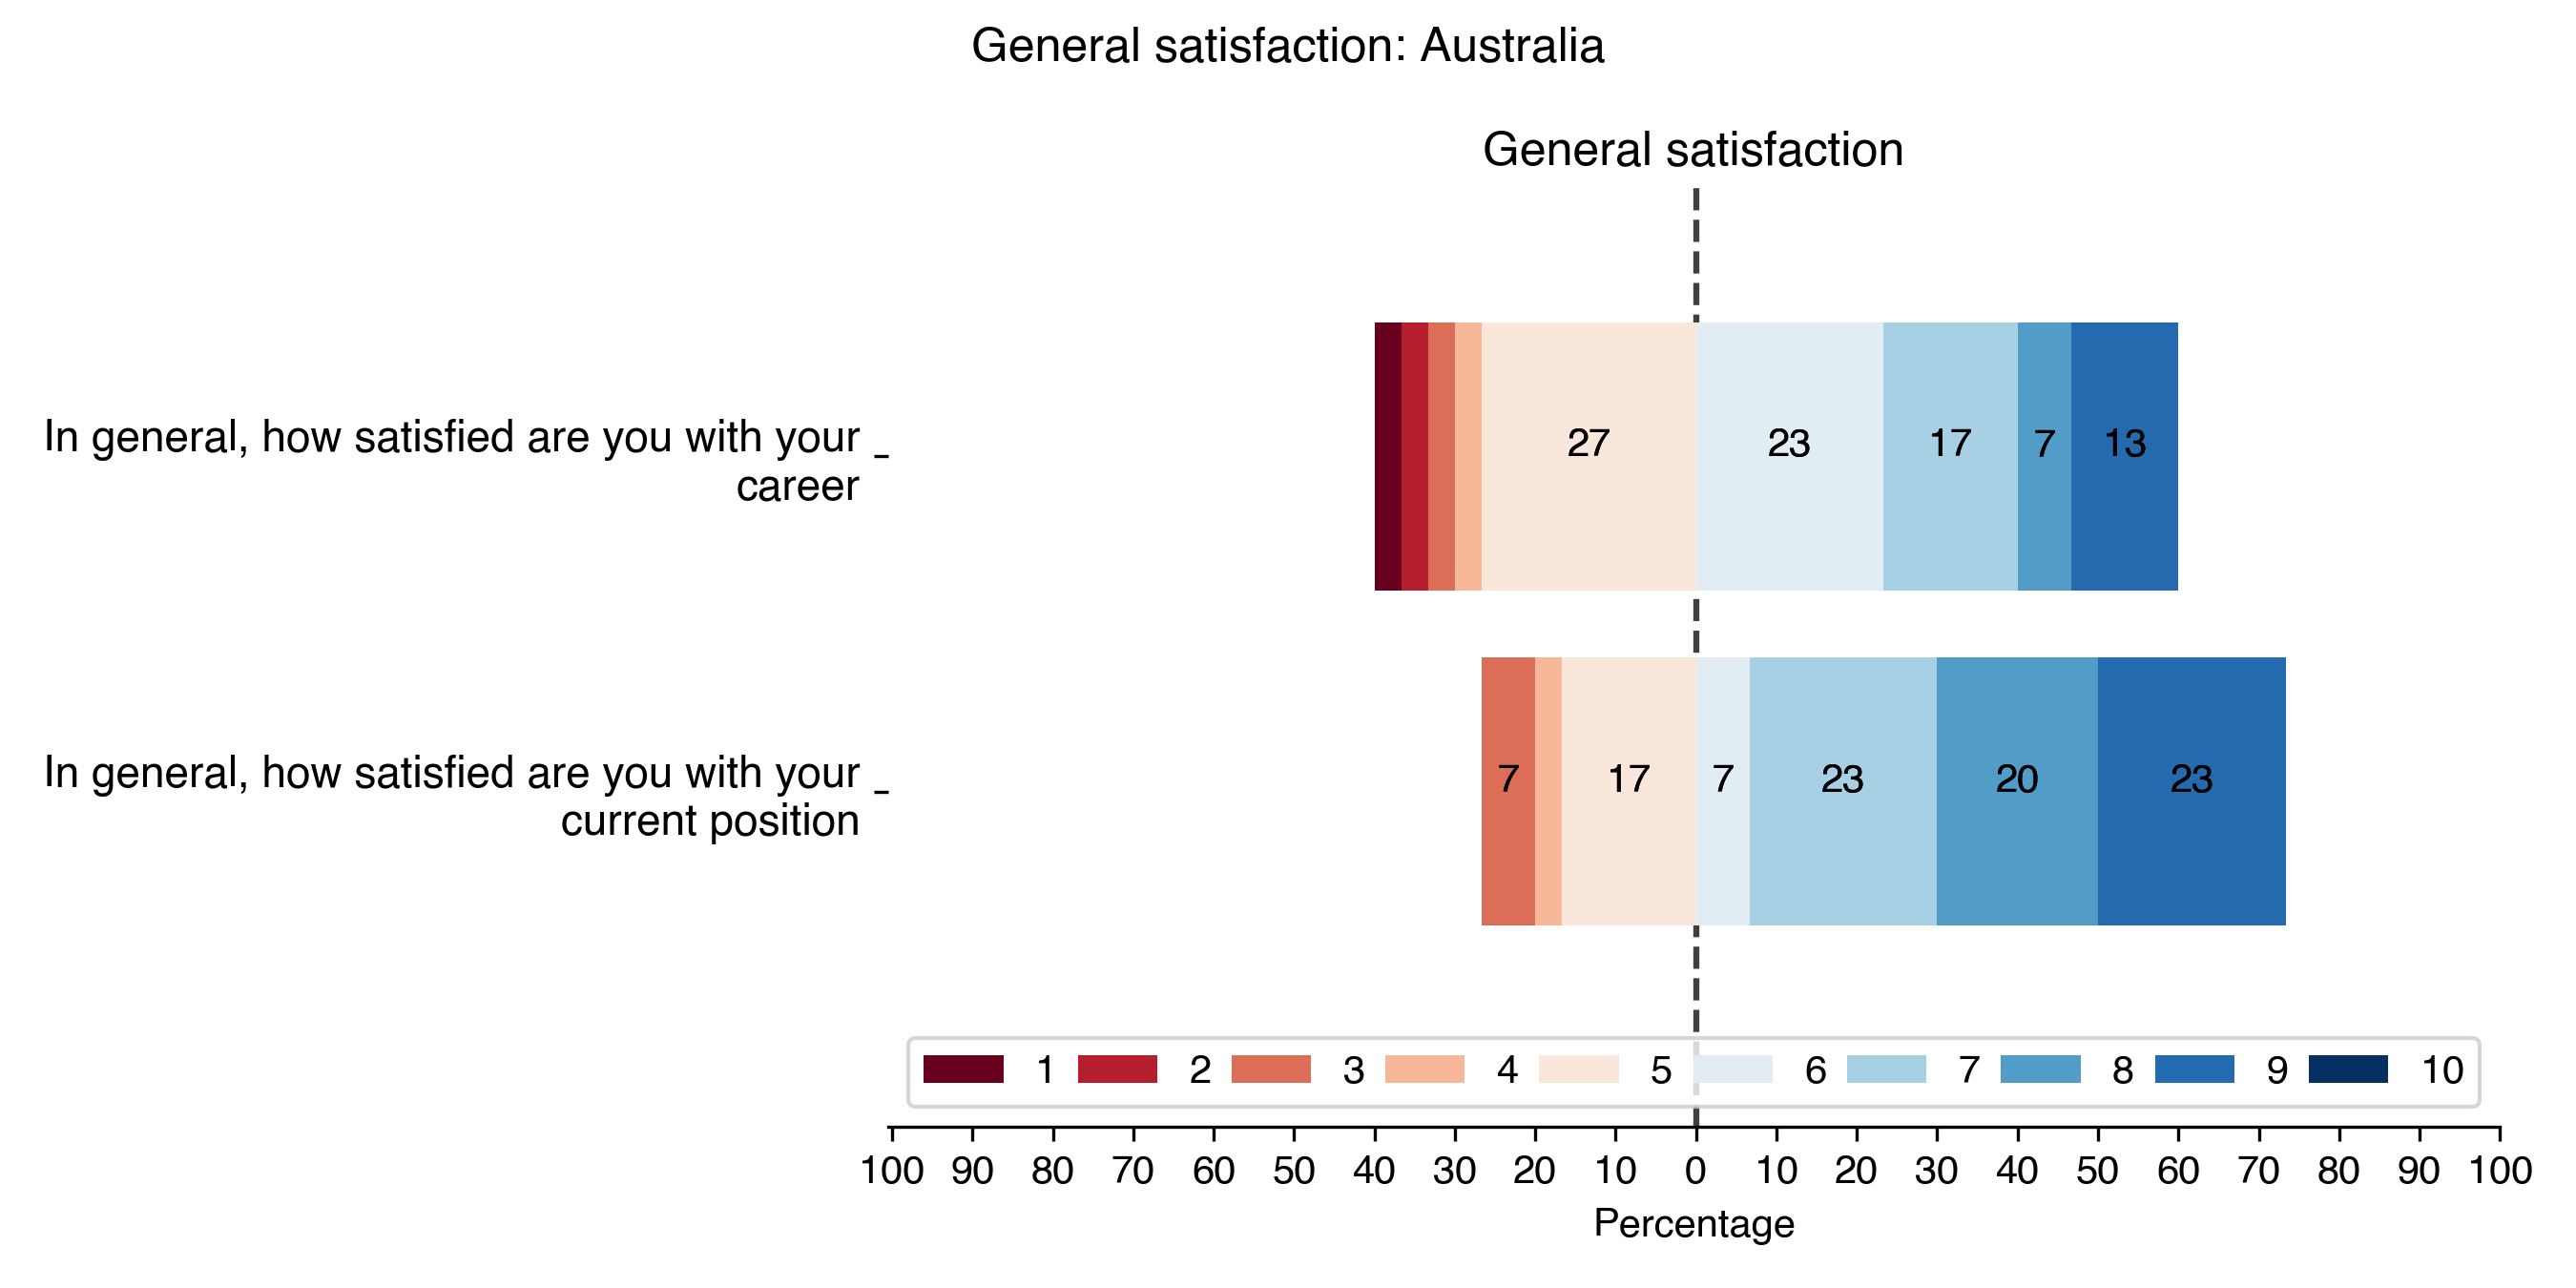 General satisfaction: Australia
General satisfaction
In general, how satisfied are you with your
career
27 23 17 7 13
In general, how satisfied are you with your
current position
7 17 7 23 20 23
1 2 3 4 5 6 7 8 9 10
100 90 80 70 60 50 40 30 20 10 0 10 20 30 40 50 60 70 80 90 100
Percentage